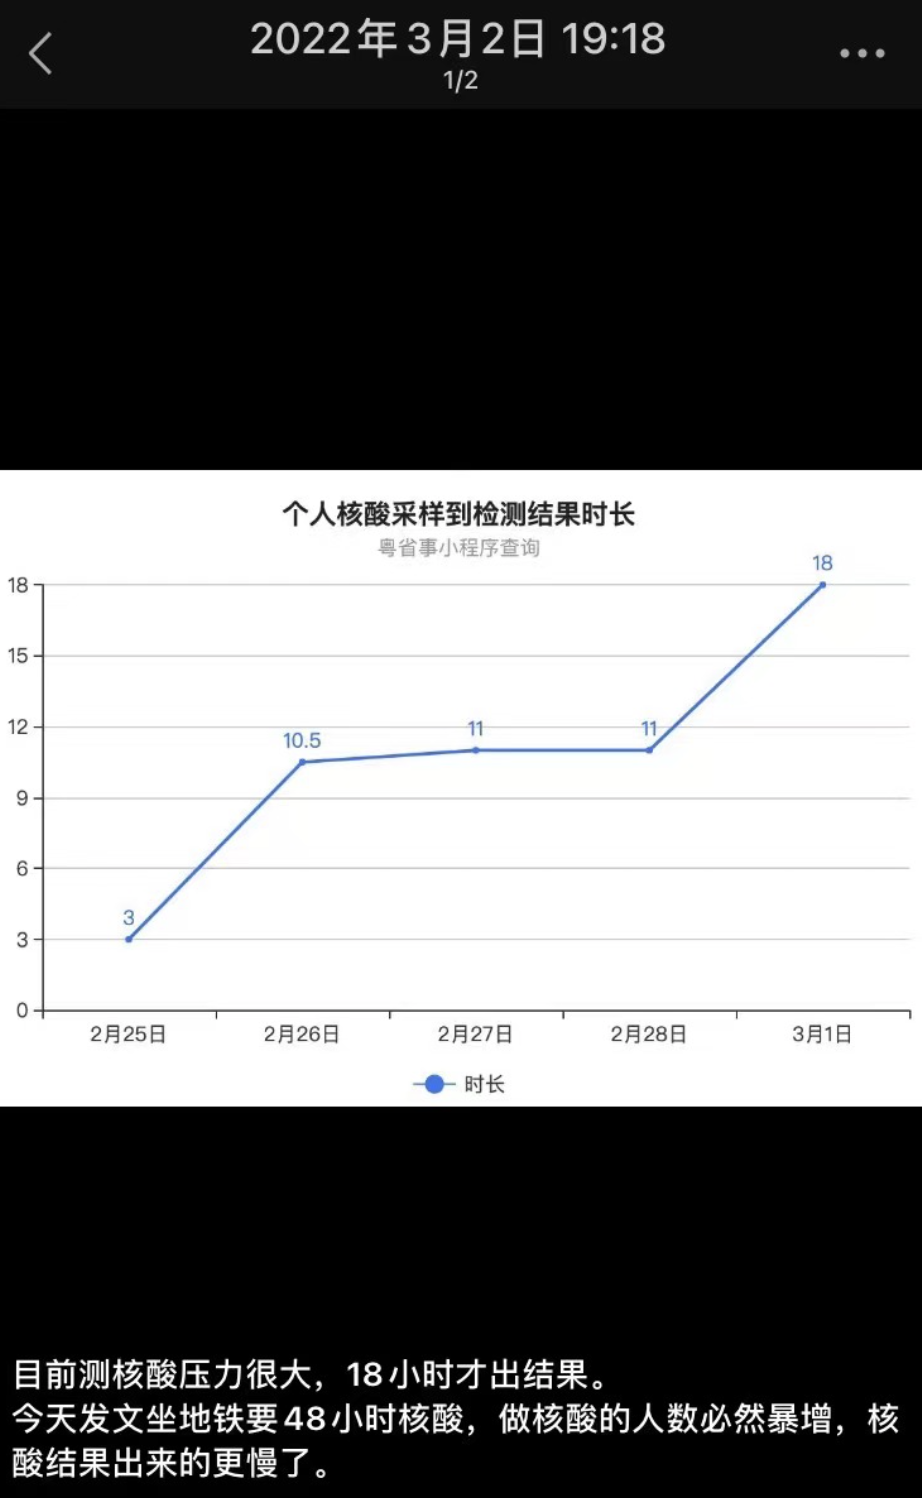 2022年3月2日 19:18
1/2
个人核酸采样到检测结果时长
粤省事小程序查询
18
15
12
9
6
3
0
3
10.5
11
11
18
2月25日
2月26日
2月27日
2月28日
3月1日
时长
目前测核酸压力很大，18小时才出结果。
今天发文坐地铁要48小时核酸，做核酸的人数必然暴增，核
酸结果出来的更慢了。